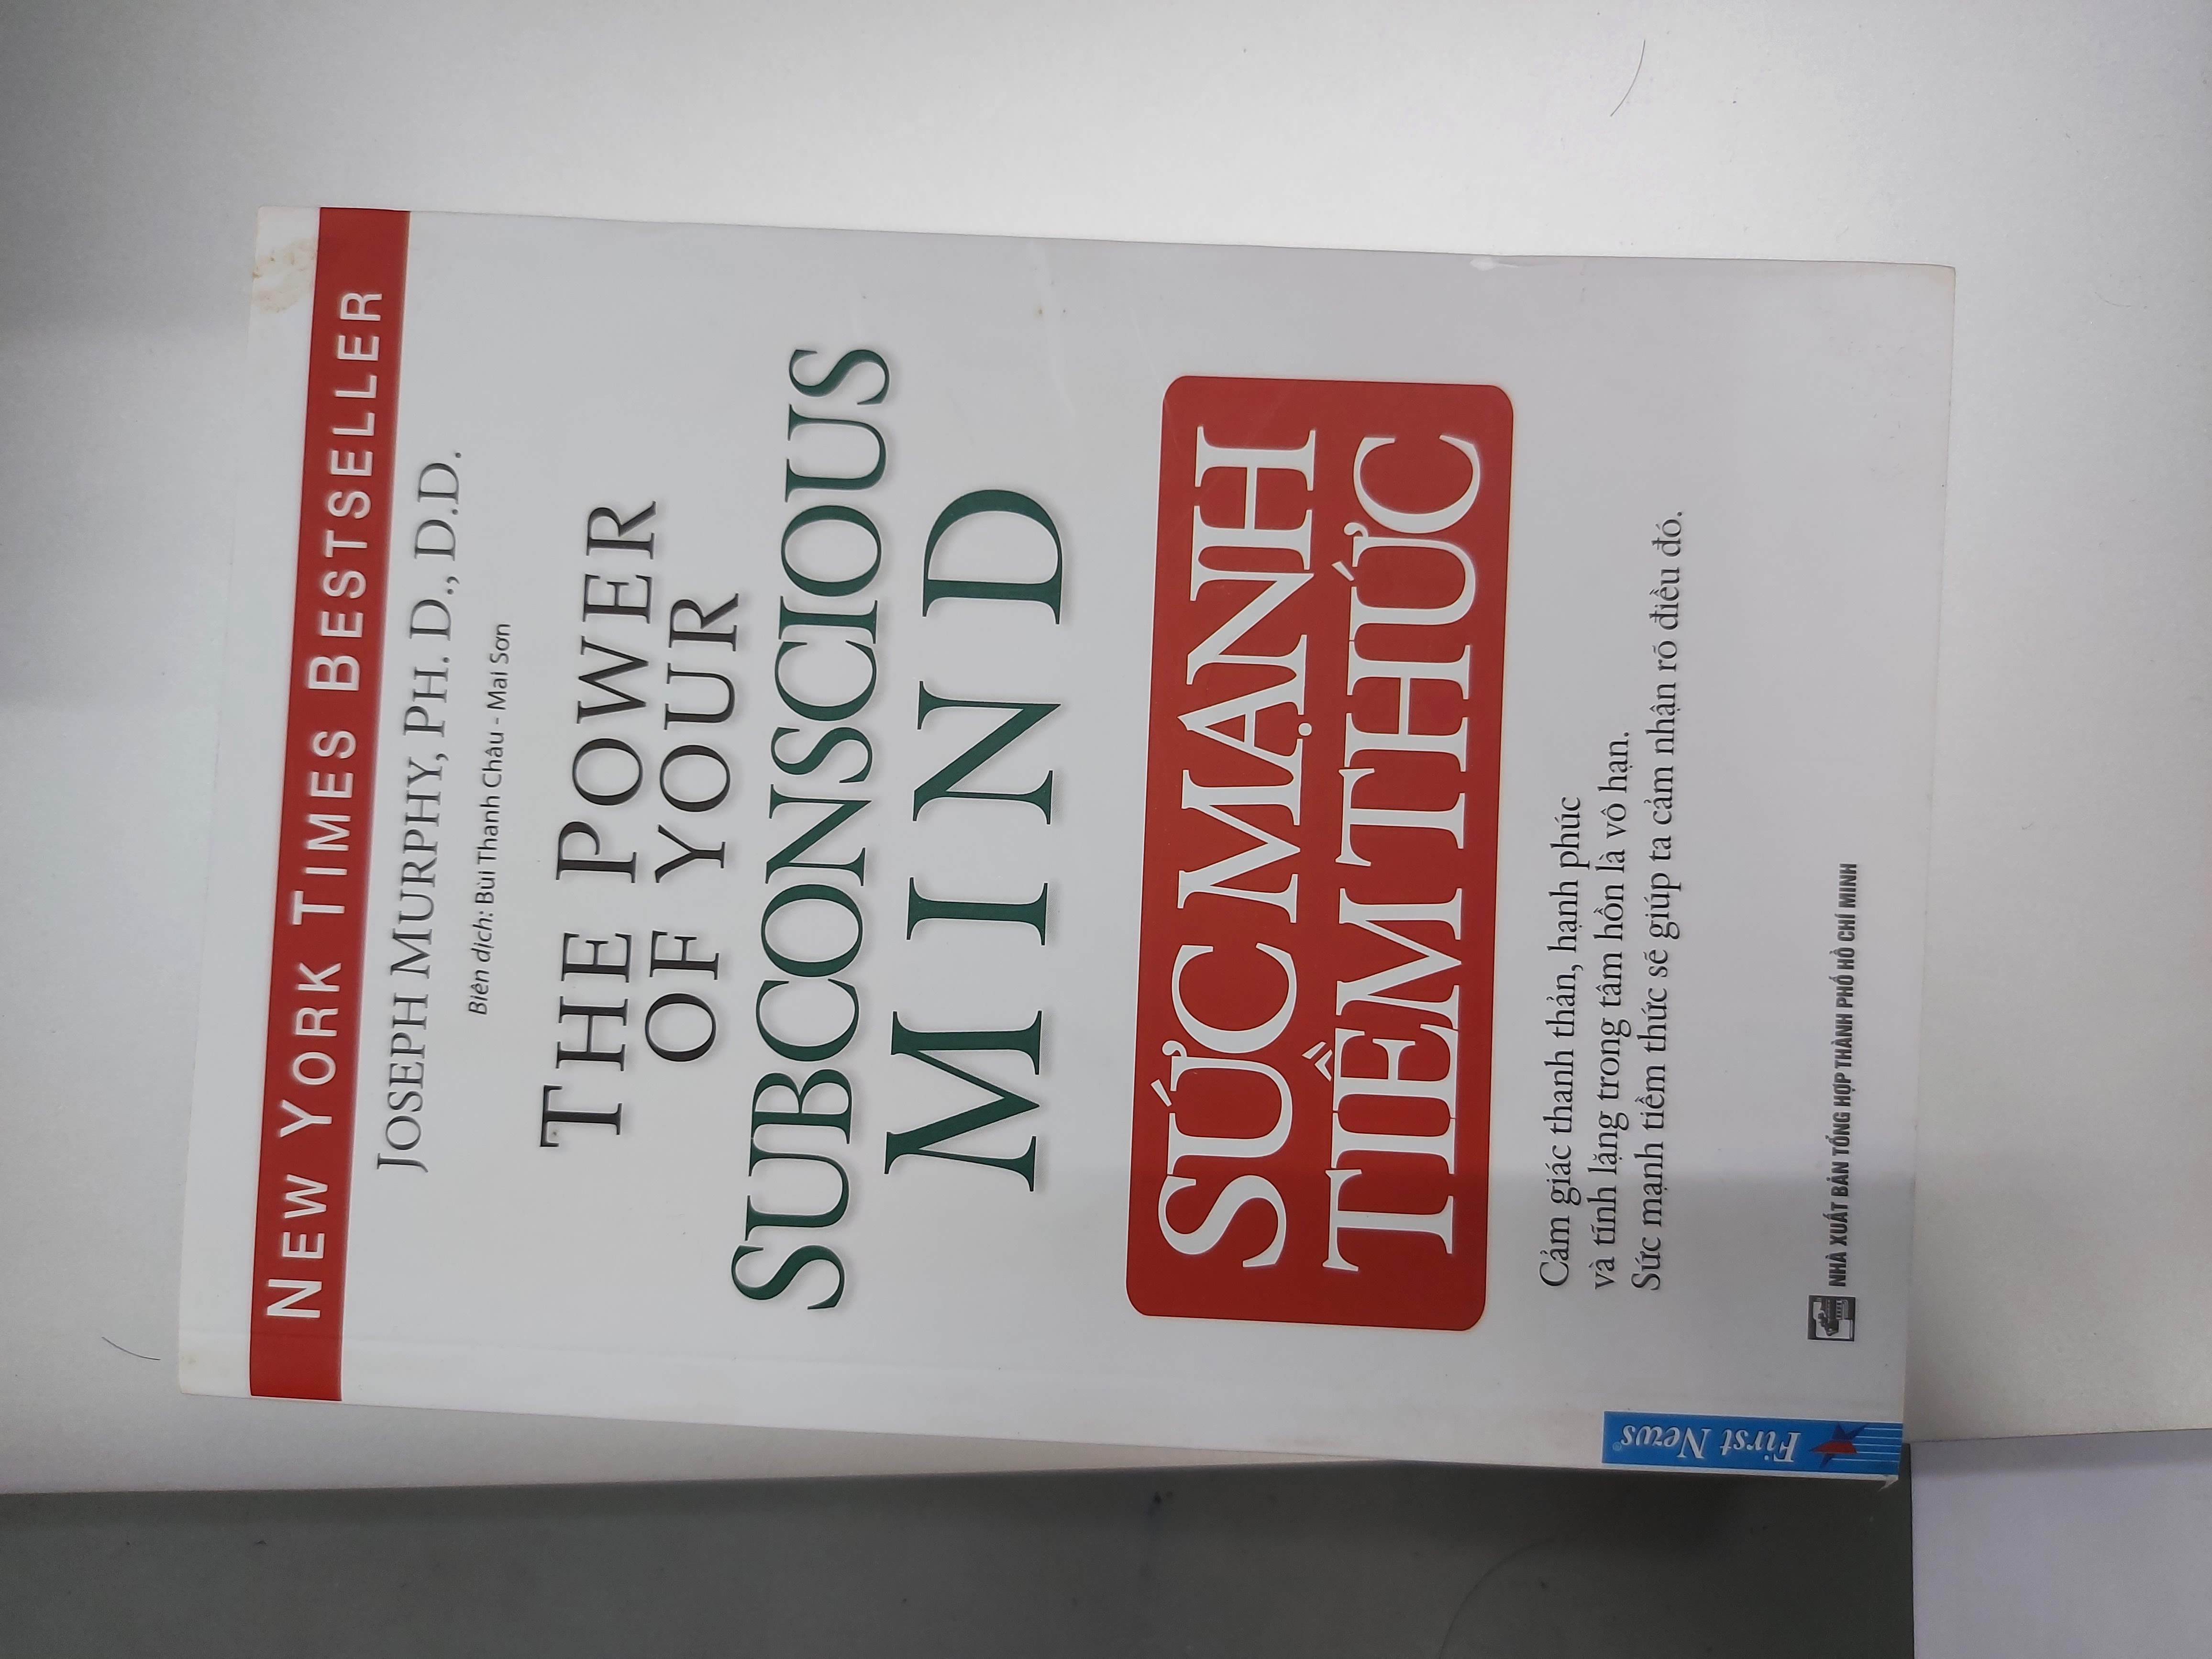 NEW YORK TIMES BESTSELLER
JOSEPH MURPHY, PH. D., D.D.
Biên dịch: Bùi Thanh Châu - Mai Sơn
THE POWER
OF YOUR
SUBCONSCIOUS
MIND
SỨC MẠNH
TIỀM THỨC
Cảm giác thanh thản, hạnh phúc
và tĩnh lặng trong tâm hồn là vô hạn.
Sức mạnh tiềm thức sẽ giúp ta cảm nhận rõ điều đó.
First News®
NHÀ XUẤT BẢN TỔNG HỢP THÀNH PHỐ HỒ CHÍ MINH